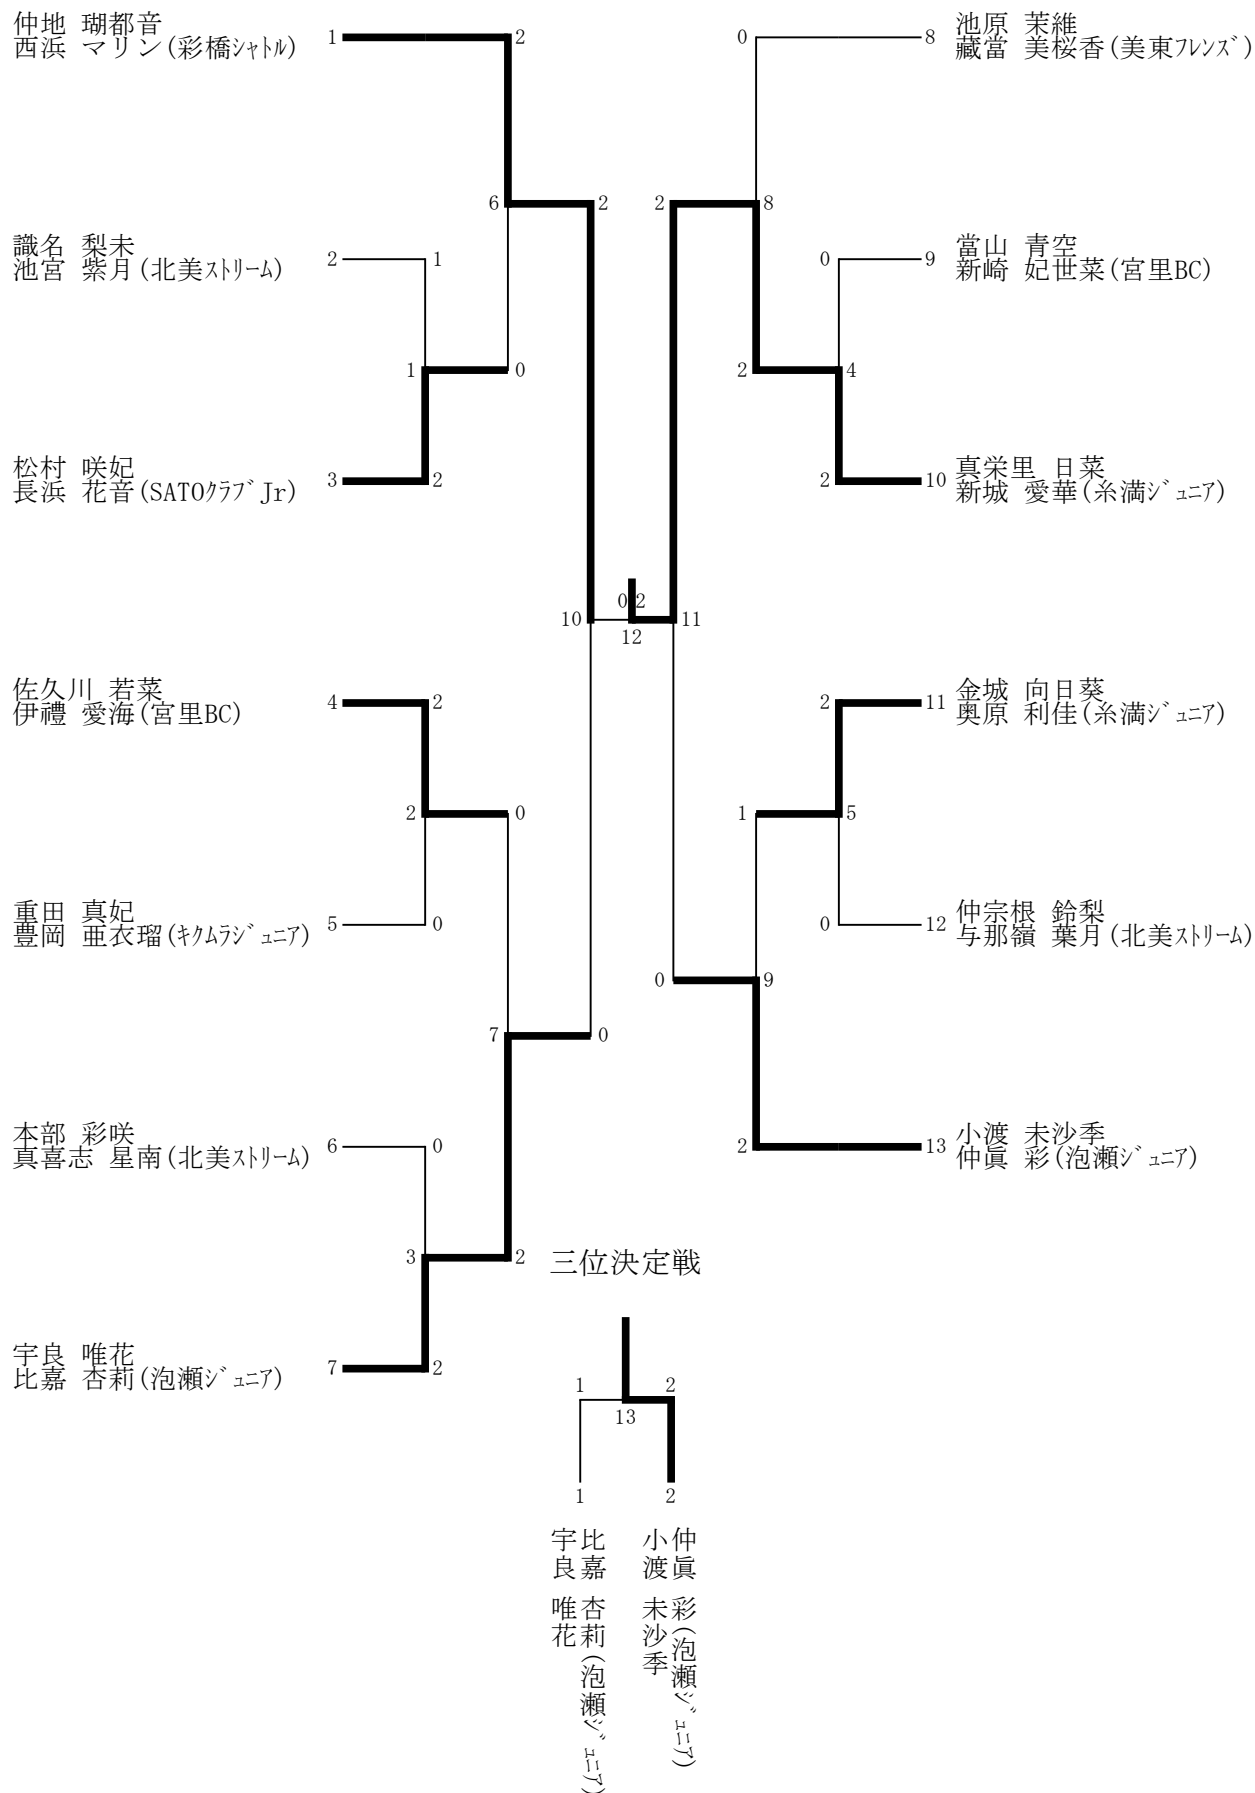 仲地 瑚都音
西浜 マリン(彩橋ｼｬﾄﾙ)
1
2
識名 梨未
池宮 紫月(北美ｽﾄﾘｰﾑ)
2
1
6
2
1
0
松村 咲妃
長浜 花音(SATOｸﾗﾌﾞJr)
3
2
佐久川 若菜
伊禮 愛海(宮里BC)
4
2
2
0
重田 真妃
豊岡 亜衣瑠(ｷｸﾑﾗｼﾞｭﾆｱ)
5
0
7
0
本部 彩咲
真喜志 星南(北美ｽﾄﾘｰﾑ)
6
0
3
2
宇良 唯花
比嘉 杏莉(泡瀬ｼﾞｭﾆｱ)
7
2
10
0 2
12
11
0
8
池原 茉維
藏當 美桜香(美東ﾌﾚﾝｽﾞ)
2
8
0
9
當山 青空
新崎 妃世菜(宮里BC)
2
4
2
10
真栄里 日菜
新城 愛華(糸満ｼﾞｭﾆｱ)
2
11
金城 向日葵
奥原 利佳(糸満ｼﾞｭﾆｱ)
1
5
0
12
仲宗根 鈴梨
与那嶺 葉月(北美ｽﾄﾘｰﾑ)
0
9
2
13
小渡 未沙季
仲眞 彩(泡瀬ｼﾞｭﾆｱ)
三位決定戦
1
2
13
1
2
宇良 唯花
比嘉 杏莉(泡瀬ｼﾞｭﾆｱ)
小渡 未沙季
仲眞 彩(泡瀬ｼﾞｭﾆｱ)